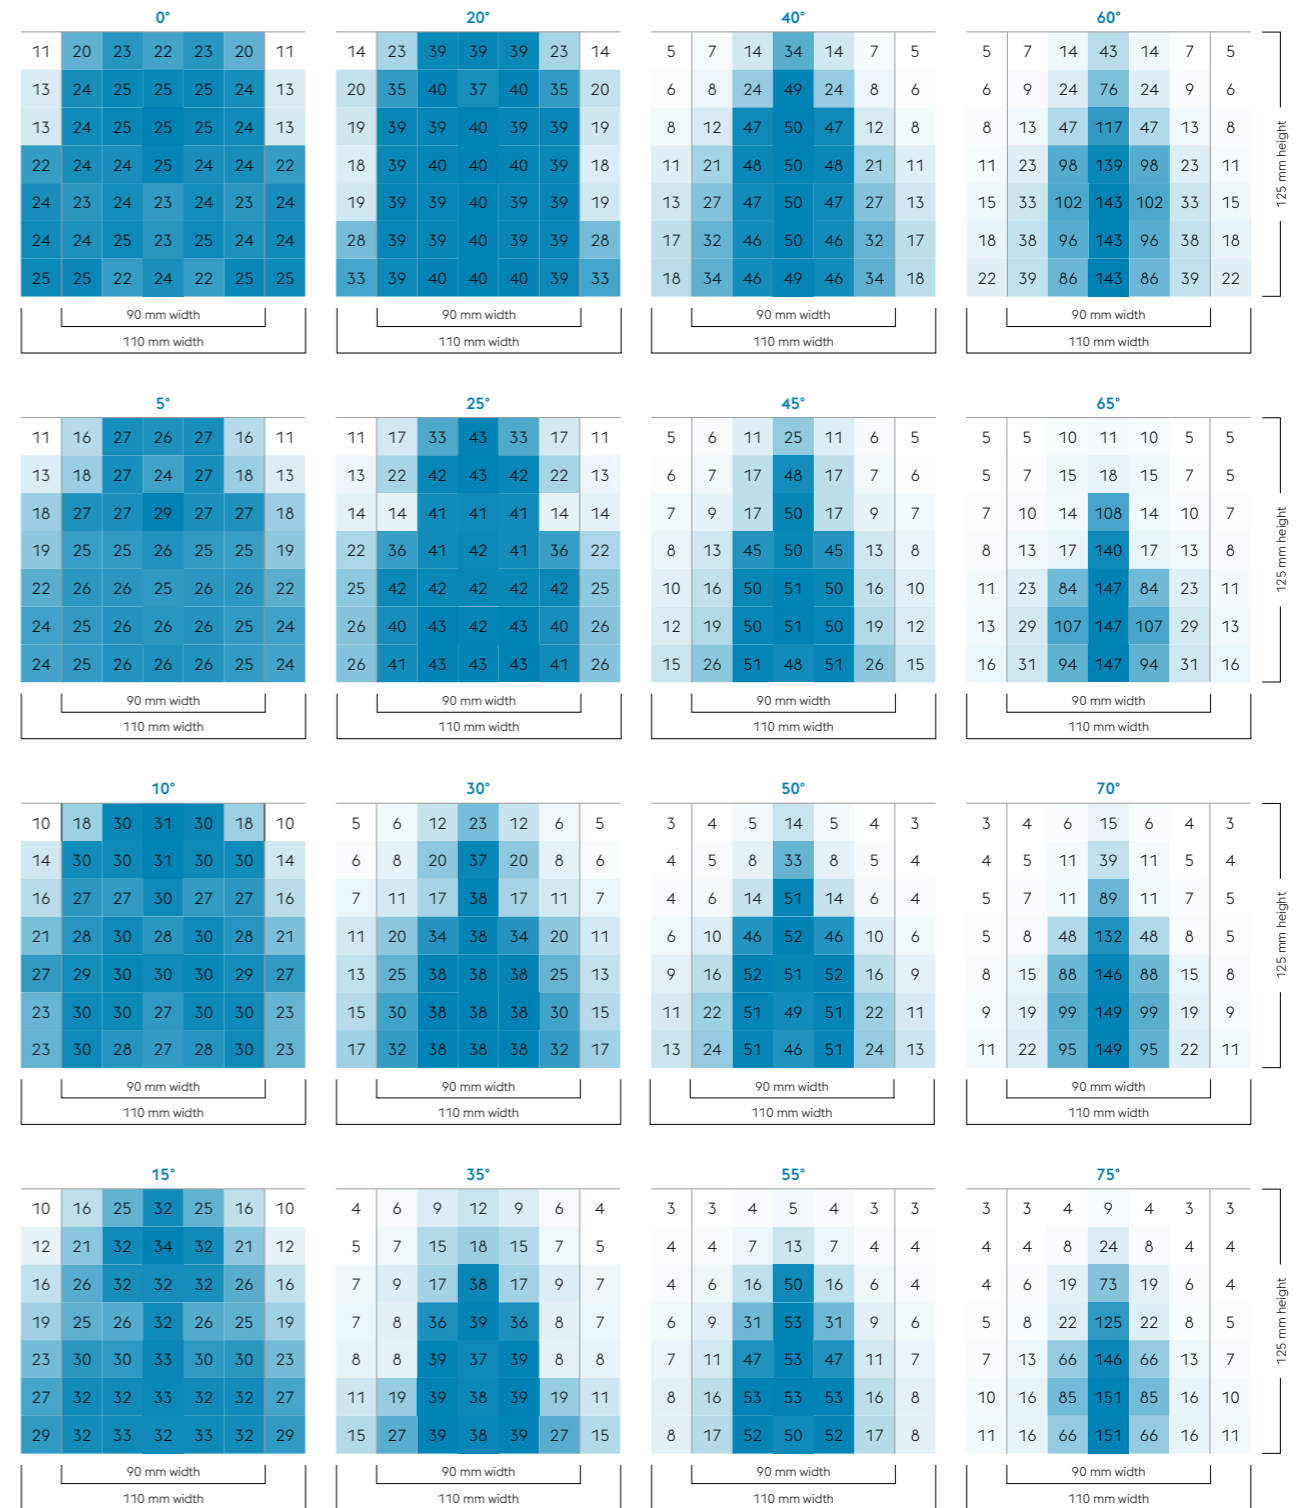 0° 20° 40° 60°
11 20 23 22 23 20 11 14 23 39 39 39 23 14 5 7 14 34 14 7 5 5 7 14 43 14 7 5
13 24 25 25 25 24 13 20 35 40 37 40 35 20 6 8 24 49 24 8 6 6 9 24 76 24 9 6
13 24 25 25 25 24 13 19 39 39 40 39 39 19 8 12 47 50 47 12 8 8 13 47 117 47 13 8
22 24 24 25 24 24 22 18 39 40 40 40 39 18 11 21 48 50 48 21 11 11 23 98 139 98 23 11
24 23 24 23 24 23 24 19 39 39 40 39 39 19 13 27 47 50 47 27 13 15 33 102 143 102 33 15
24 24 25 23 25 24 24 28 39 39 40 39 39 28 17 32 46 50 46 32 17 18 38 96 143 96 38 18
25 25 22 24 22 25 25 33 39 40 40 40 39 33 18 34 46 49 46 34 18 22 39 86 143 86 39 22
125 mm height
90 mm width 90 mm width 90 mm width 90 mm width
110 mm width 110 mm width 110 mm width 110 mm width
5° 25° 45° 65°
11 16 27 26 27 16 11 11 17 33 43 33 17 11 5 6 11 25 11 6 5 5 5 10 11 10 5 5
13 18 27 24 27 18 13 13 22 42 43 42 22 13 6 7 17 48 17 7 6 5 7 15 18 15 7 5
18 27 27 29 27 27 18 14 14 41 41 41 14 14 7 9 17 50 17 9 7 7 10 14 108 14 10 7
19 25 25 26 25 25 19 22 36 41 42 41 36 22 8 13 45 50 45 13 8 8 13 17 140 17 13 8
22 26 26 25 26 26 22 25 42 42 42 42 42 25 10 16 50 51 50 16 10 11 23 84 147 84 23 11
24 25 26 26 26 25 24 26 40 43 42 43 40 26 12 19 50 51 50 19 12 13 29 107 147 107 29 13
24 25 26 26 26 25 24 26 41 43 43 43 41 26 15 26 51 48 51 26 15 16 31 94 147 94 31 16
125 mm height
90 mm width 90 mm width 90 mm width 90 mm width
110 mm width 110 mm width 110 mm width 110 mm width
10° 30° 50° 70°
10 18 30 31 30 18 10 5 6 12 23 12 6 5 3 4 5 14 5 4 3 3 4 6 15 6 4 3
14 30 30 31 30 30 14 6 8 20 37 20 8 6 4 5 8 33 8 5 4 4 5 11 39 11 5 4
16 27 27 30 27 27 16 7 11 17 38 17 11 7 4 6 14 51 14 6 4 5 7 11 89 11 7 5
21 28 30 28 30 28 21 11 20 34 38 34 20 11 6 10 46 52 46 10 6 5 8 48 132 48 8 5
27 29 30 30 30 29 27 13 25 38 38 38 25 13 9 16 52 51 52 16 9 8 15 88 146 88 15 8
23 30 30 27 30 30 23 15 30 38 38 38 30 15 11 22 51 49 51 22 11 9 19 99 149 99 19 9
23 30 28 27 28 30 23 17 32 38 38 38 32 17 13 24 51 46 51 24 13 11 22 95 149 95 22 11
125 mm height
90 mm width 90 mm width 90 mm width 90 mm width
110 mm width 110 mm width 110 mm width 110 mm width
15° 35° 55° 75°
10 16 25 32 25 16 10 4 6 9 12 9 6 4 3 3 4 5 4 3 3 3 3 4 9 4 3 3
12 21 32 34 32 21 12 5 7 15 18 15 7 5 4 4 7 13 7 4 4 4 4 8 24 8 4 4
16 26 32 32 32 26 16 7 9 17 38 17 9 7 4 6 16 50 16 6 4 4 6 19 73 19 6 4
19 25 26 32 26 25 19 7 8 36 39 36 8 7 6 9 31 53 31 9 6 5 8 22 125 22 8 5
23 30 30 33 30 30 23 8 8 39 37 39 8 8 7 11 47 53 47 11 7 7 13 66 146 66 13 7
27 32 32 33 32 32 27 11 19 39 38 39 19 11 8 16 53 53 53 16 8 10 16 85 151 85 16 10
29 32 33 32 33 32 29 15 27 39 38 39 27 15 8 17 52 50 52 17 8 11 16 66 151 66 16 11
125 mm height
90 mm width 90 mm width 90 mm width 90 mm width
110 mm width 110 mm width 110 mm width 110 mm width